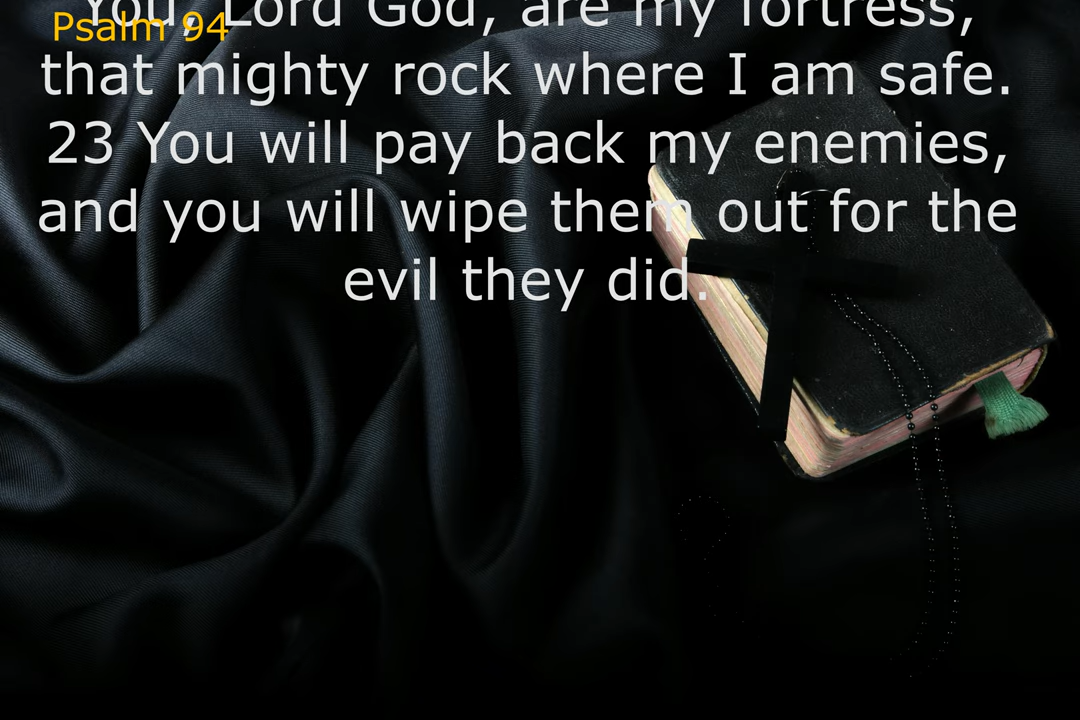 You, Lord God, are my fortress,
Psalm 94
that mighty rock where I am safe.
23 You will pay back my enemies,
and you will wipe them out for the
evil they did.